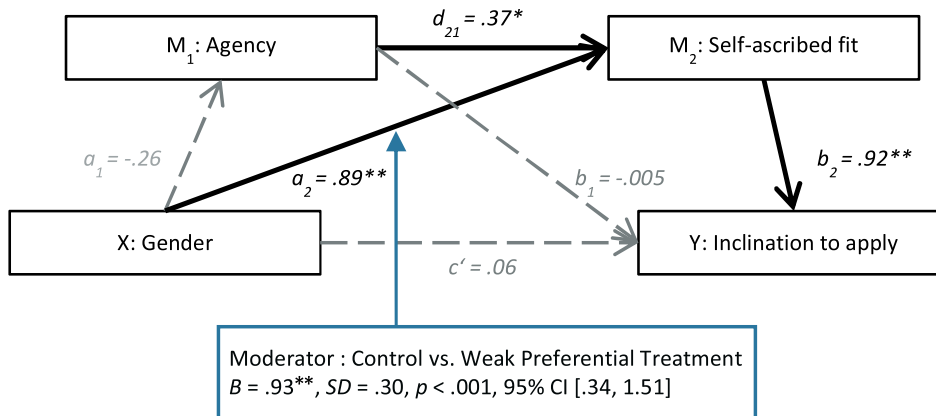 d21 = .37*
M1: Agency
M2: Self-ascribed fit
a1 = -.26
a2 = .89**
b1 = -.005
b2 = .92**
X: Gender
Y: Inclination to apply
c‘ = .06
Moderator : Control vs. Weak Preferential Treatment
B = .93**, SD = .30, p < .001, 95% CI [.34, 1.51]